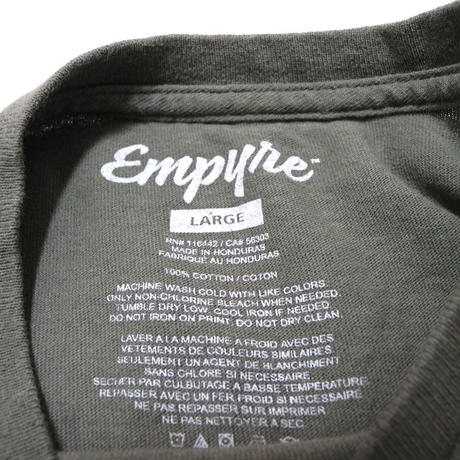 Empyre™
LARGE
RN# 116442 / CA# 56303
MADE IN HONDURAS
FABRIQUÉ AU HONDURAS
100% COTTON / COTON
MACHINE WASH COLD WITH LIKE COLORS.
ONLY NON-CHLORINE BLEACH WHEN NEEDED.
TUMBLE DRY LOW. COOL IRON IF NEEDED.
DO NOT IRON ON PRINT. DO NOT DRY CLEAN.
LAVER A LA MACHINE A FROID AVEC DES
VETEMENTS DE COULEURS SIMILAIRES.
SEULEMENT UN AGENT DE BLANCHIMENT
SANS CHLORE SI NECESSAIRE
SECHER PAR CULBUTAGE A BASSE TEMPERATURE.
REPASSER AVEC UN FER FROID SI NECESSAIRE
NE PAS REPASSER SUR IMPRIMER
NE PAS NETTOYER A SEC.